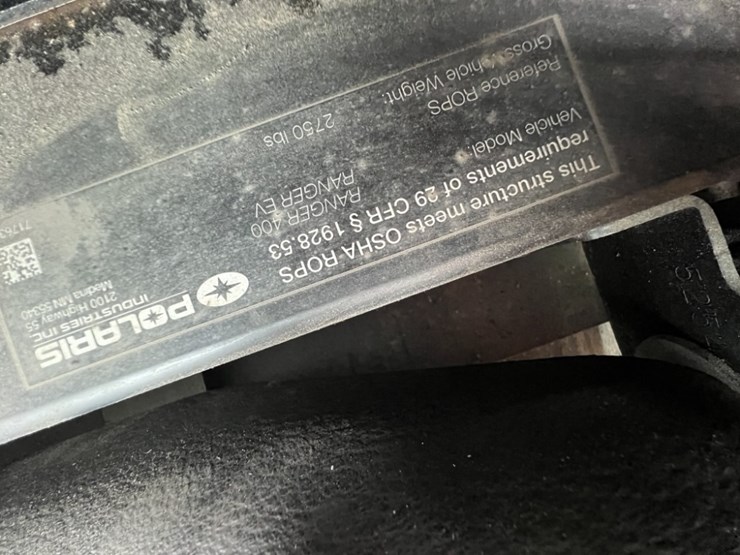 POLARIS
INDUSTRIES INC
2100 Highway 55
Medina MN 55340
This structure meets OSHA ROPS
requirements of 29 CFR § 1928.53
Vehicle Model:
RANGER 400
RANGER EV
Reference ROPS
Gross Vehicle Weight:
2750 lbs